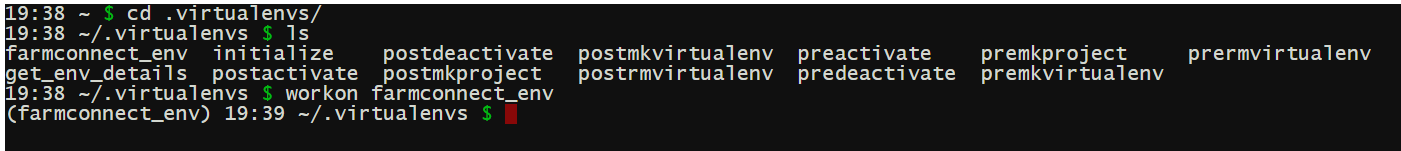 19:38 ~ $ cd .virtualenvs/
19:38 ~/.virtualenvs $ ls
farmconnect_env  initialize    postdeactivate  postmkvirtualenv  preactivate    premkproject     prermvirtualenv
get_env_details  postactivate  postmkproject   postrmvirtualenv  predeactivate  premkvirtualenv
19:38 ~/.virtualenvs $ workon farmconnect_env
(farmconnect_env) 19:39 ~/.virtualenvs $